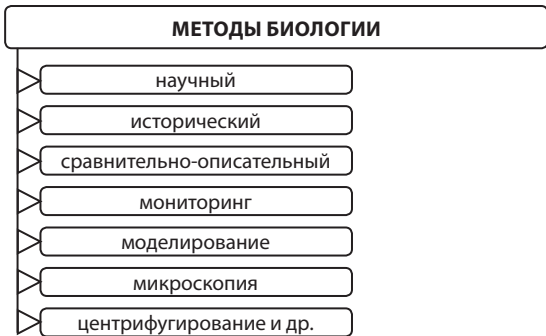 МЕТОДЫ БИОЛОГИИ
научный
исторический
сравнительно-описательный
мониторинг
моделирование
микроскопия
центрифугирование и др.